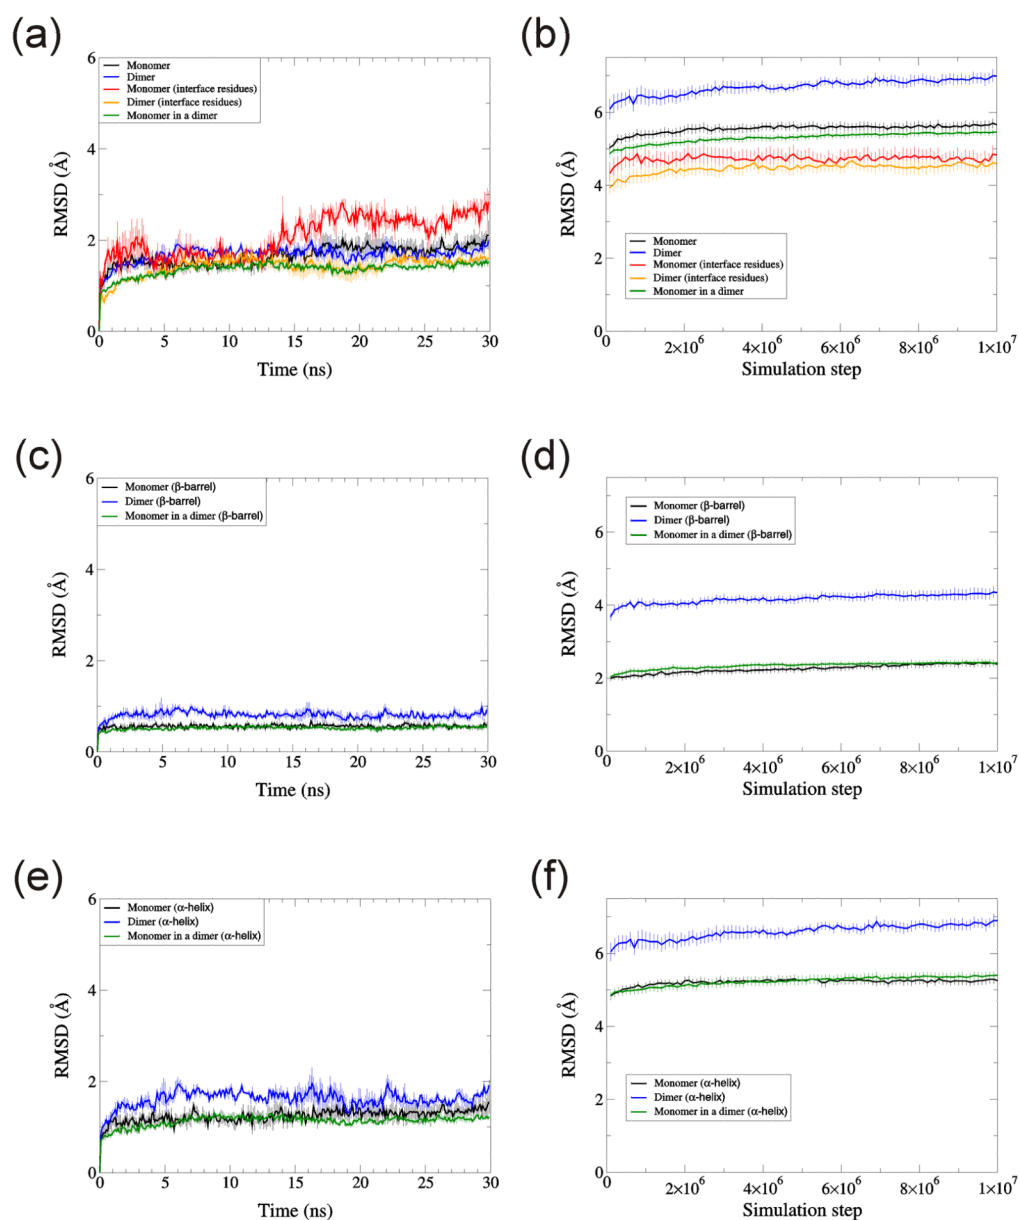 (a)
6
4
2
0
RMSD (Å)
Monomer
Dimer
Monomer (interface residues)
Dimer (interface residues)
Monomer in a dimer
0 5 10 15 20 25 30
Time (ns)
(b)
6
4
2
0
RMSD (Å)
Monomer
Dimer
Monomer (interface residues)
Dimer (interface residues)
Monomer in a dimer
0 2×10⁶ 4×10⁶ 6×10⁶ 8×10⁶ 1×10⁷
Simulation step
(c)
6
4
2
0
RMSD (Å)
Monomer (β-barrel)
Dimer (β-barrel)
Monomer in a dimer (β-barrel)
0 5 10 15 20 25 30
Time (ns)
(d)
6
4
2
0
RMSD (Å)
Monomer (β-barrel)
Dimer (β-barrel)
Monomer in a dimer (β-barrel)
0 2×10⁶ 4×10⁶ 6×10⁶ 8×10⁶ 1×10⁷
Simulation step
(e)
6
4
2
0
RMSD (Å)
Monomer (α-helix)
Dimer (α-helix)
Monomer in a dimer (α-helix)
0 5 10 15 20 25 30
Time (ns)
(f)
6
4
2
0
RMSD (Å)
Monomer (α-helix)
Dimer (α-helix)
Monomer in a dimer (α-helix)
0 2×10⁶ 4×10⁶ 6×10⁶ 8×10⁶ 1×10⁷
Simulation step